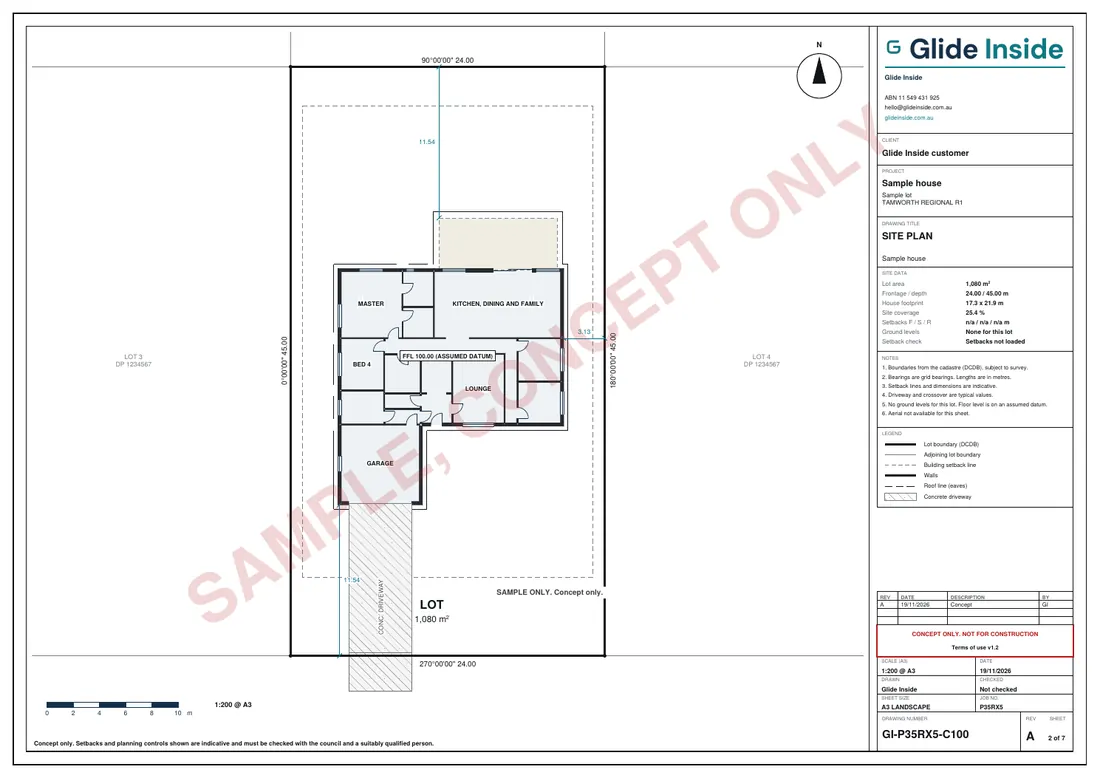 90°00'00" 24.00
N
11.54
MASTER
KITCHEN, DINING AND FAMILY
3.13
FFL 100.00 (ASSUMED DATUM)
BED 4
LOUNGE
GARAGE
0°00'00" 45.00
180°00'00" 45.00
LOT 3
DP 1234567
LOT 4
DP 1234567
11.54
CONC. DRIVEWAY
SAMPLE ONLY. Concept only.
LOT
1,080 m²
270°00'00" 24.00
SAMPLE, CONCEPT ONLY
0 2 4 6 8 10 m
1:200 @ A3
Concept only. Setbacks and planning controls shown are indicative and must be checked with the council and a suitably qualified person.
G Glide Inside
Glide Inside
ABN 11 549 431 925
hello@glideinside.com.au
glideinside.com.au
CLIENT
Glide Inside customer
PROJECT
Sample house
Sample lot
TAMWORTH REGIONAL R1
DRAWING TITLE
SITE PLAN
Sample house
SITE DATA
Lot area 1,080 m²
Frontage / depth 24.00 / 45.00 m
House footprint 17.3 x 21.9 m
Site coverage 25.4 %
Setbacks F / S / R n/a / n/a / n/a m
Ground levels None for this lot
Setback check Setbacks not loaded
NOTES
1. Boundaries from the cadastre (DCDB), subject to survey.
2. Bearings are grid bearings. Lengths are in metres.
3. Setback lines and dimensions are indicative.
4. Driveway and crossover are typical values.
5. No ground levels for this lot. Floor level is on an assumed datum.
6. Aerial not available for this sheet.
LEGEND
Lot boundary (DCDB)
Adjoining lot boundary
Building setback line
Walls
Roof line (eaves)
Concrete driveway
REV DATE DESCRIPTION BY
A 19/11/2026 Concept GI
CONCEPT ONLY. NOT FOR CONSTRUCTION
Terms of use v1.2
SCALE (A3) DATE
1:200 @ A3 19/11/2026
DRAWN CHECKED
Glide Inside Not checked
SHEET SIZE JOB NO.
A3 LANDSCAPE P35RX5
DRAWING NUMBER REV SHEET
GI-P35RX5-C100 A 2 of 7